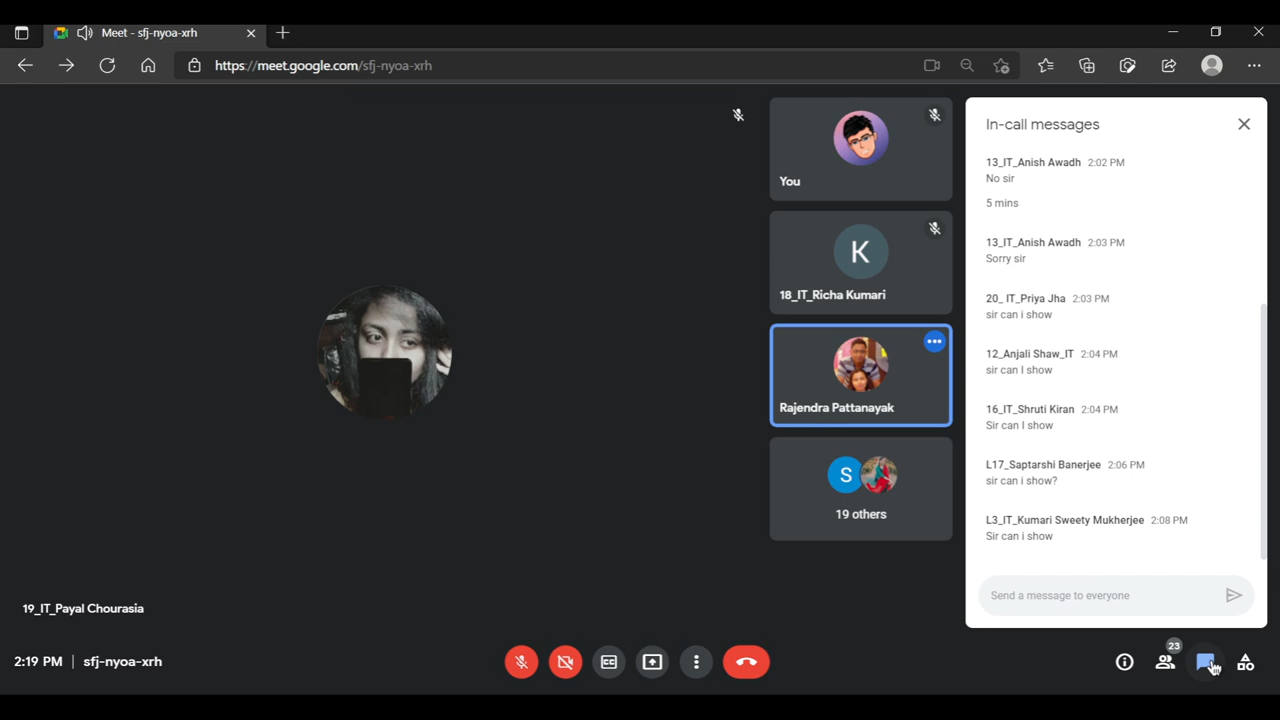 Meet - sfj-nyoa-xrh
https://meet.google.com/sfj-nyoa-xrh
You
K
18_IT_Richa Kumari
Rajendra Pattanayak
S
19 others
19_IT_Payal Chourasia
In-call messages
13_IT_Anish Awadh 2:02 PM
No sir
5 mins
13_IT_Anish Awadh 2:03 PM
Sorry sir
20_ IT_Priya Jha 2:03 PM
sir can i show
12_Anjali Shaw_IT 2:04 PM
sir can I show
16_IT_Shruti Kiran 2:04 PM
Sir can I show
L17_Saptarshi Banerjee 2:06 PM
sir can i show?
L3_IT_Kumari Sweety Mukherjee 2:08 PM
Sir can i show
Send a message to everyone
2:19 PM | sfj-nyoa-xrh
CC
23